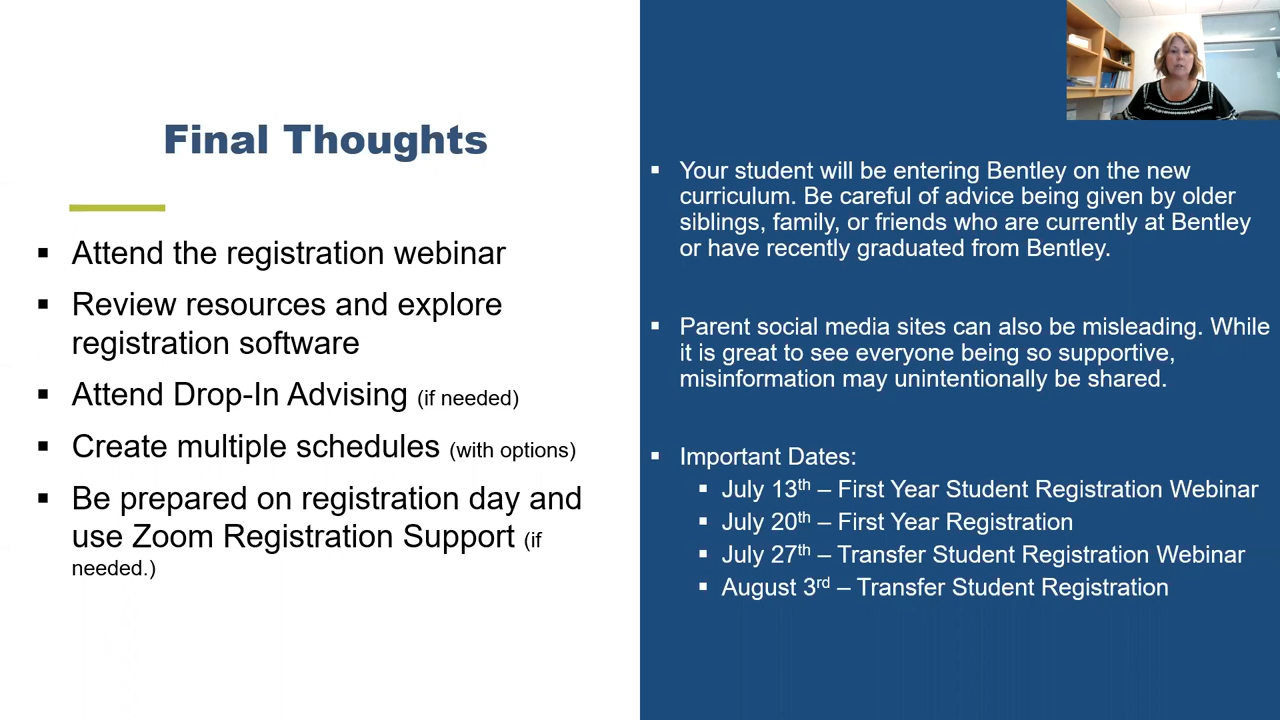 Final Thoughts
▪ Attend the registration webinar
▪ Review resources and explore
registration software
▪ Attend Drop-In Advising (if needed)
▪ Create multiple schedules (with options)
▪ Be prepared on registration day and
use Zoom Registration Support (if
needed.)
▪ Your student will be entering Bentley on the new
curriculum. Be careful of advice being given by older
siblings, family, or friends who are currently at Bentley
or have recently graduated from Bentley.
▪ Parent social media sites can also be misleading. While
it is great to see everyone being so supportive,
misinformation may unintentionally be shared.
▪ Important Dates:
▪ July 13th – First Year Student Registration Webinar
▪ July 20th – First Year Registration
▪ July 27th – Transfer Student Registration Webinar
▪ August 3rd – Transfer Student Registration